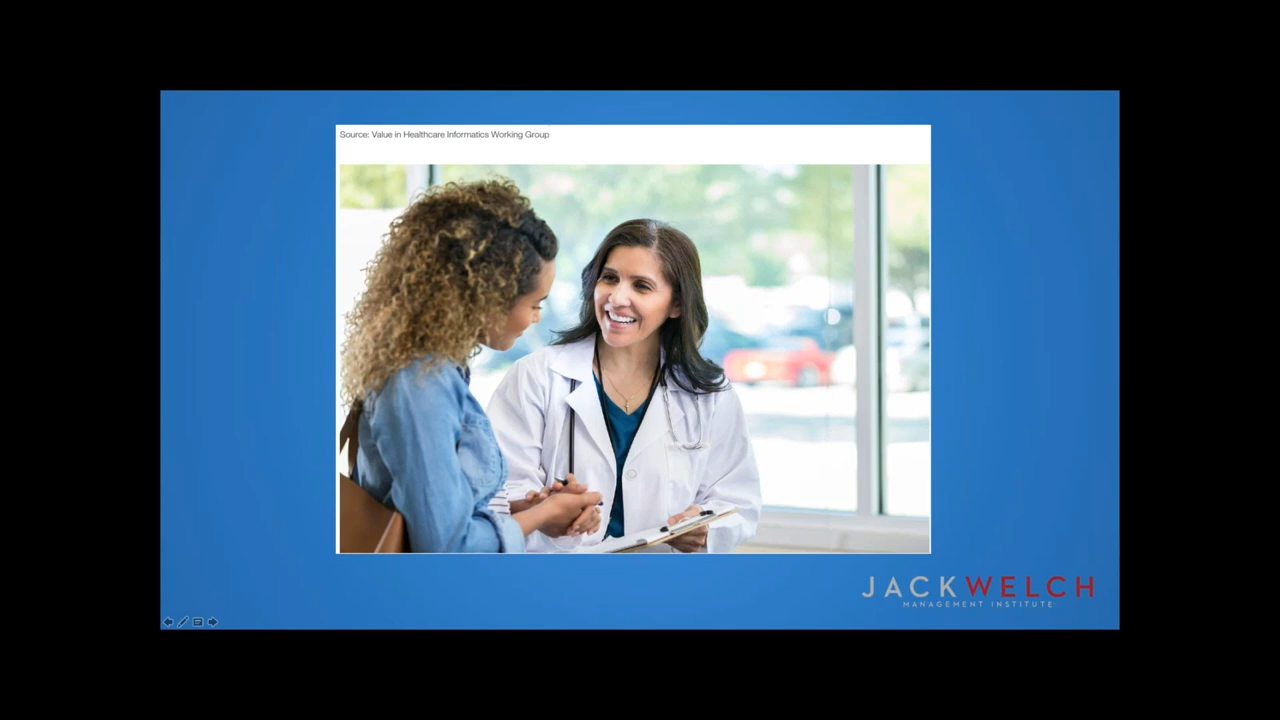 Source: Value in Healthcare Informatics Working Group
JACKWELCH
MANAGEMENT INSTITUTE